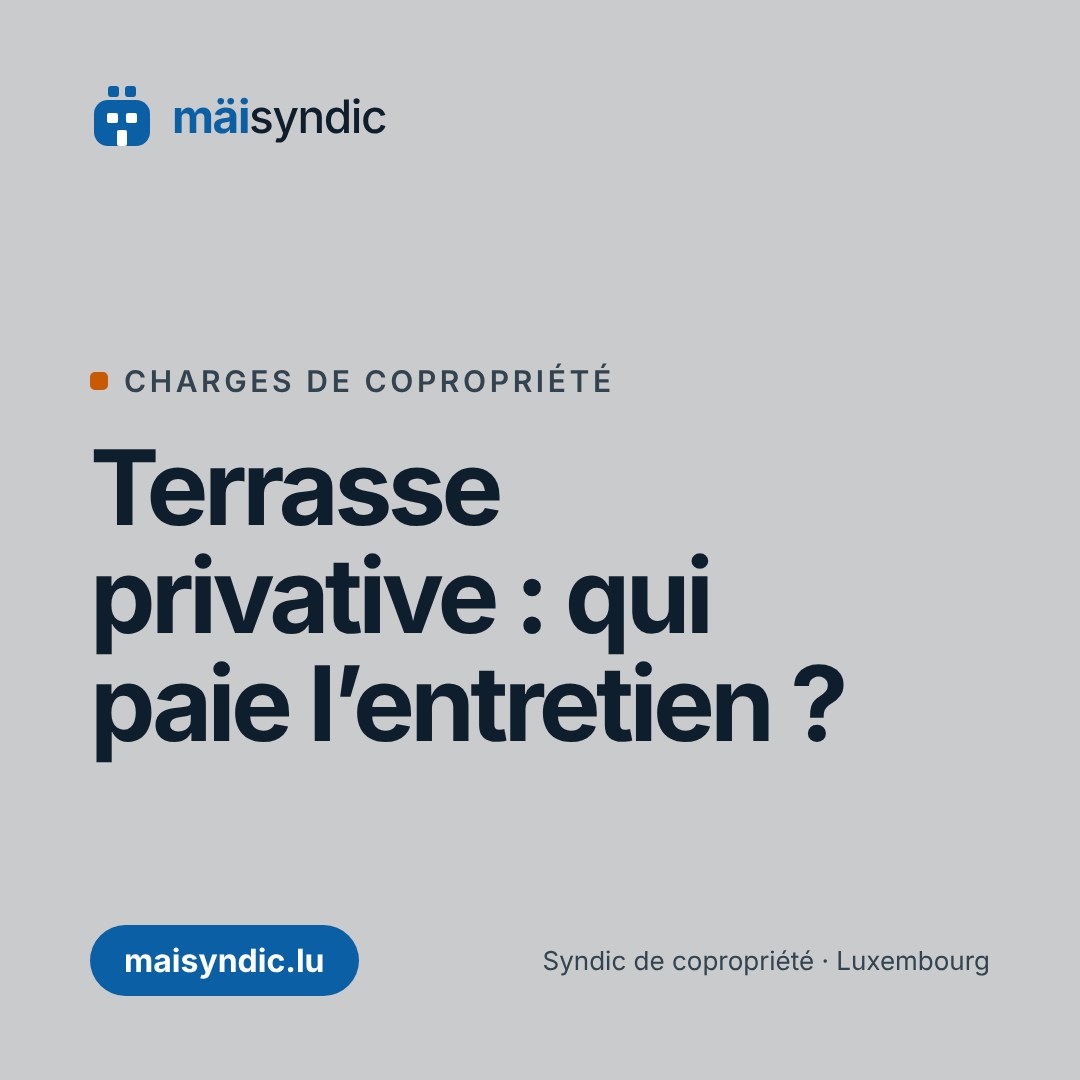 mäisyndic
CHARGES DE COPROPRIÉTÉ
Terrasse
privative : qui
paie l’entretien ?
maisyndic.lu
Syndic de copropriété · Luxembourg